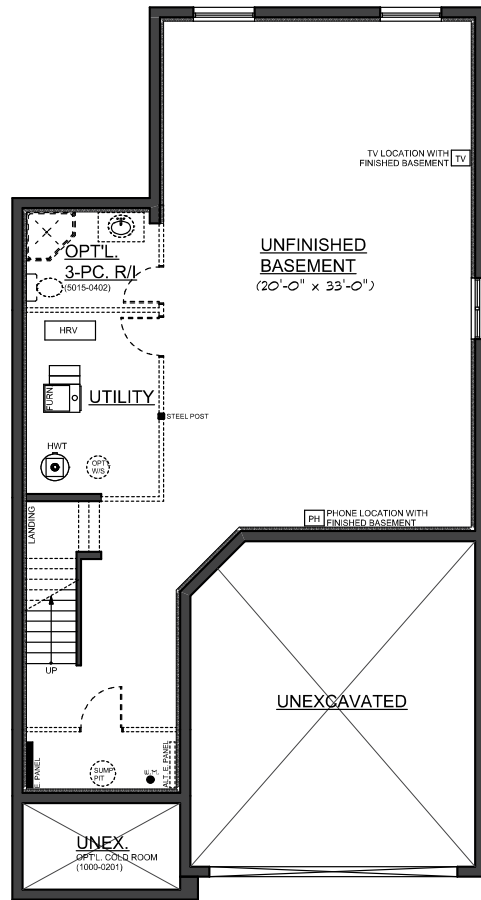 TV LOCATION WITH
FINISHED BASEMENT
TV
OPT'L.
3-PC. R/I
(5015-0402)
UNFINISHED
BASEMENT
(20'-0" x 33'-0")
HRV
FURN
UTILITY
STEEL POST
HWT
OPT
W/S
LANDING
PH
PHONE LOCATION WITH
FINISHED BASEMENT
UP
UNEXCAVATED
E. PANEL
SUMP
PIT
ALT. E. PANEL
UNEX.
OPT'L. COLD ROOM
(1000-0201)